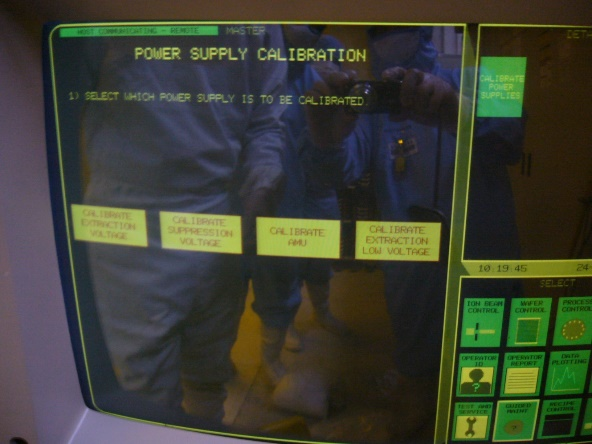 HOST COMMUNICATING - REMOTE
MASTER
POWER SUPPLY CALIBRATION
1) SELECT WHICH POWER SUPPLY IS TO BE CALIBRATED.
CALIBRATE
EXTRACTION
VOLTAGE
CALIBRATE
SUPPRESSION
VOLTAGE
CALIBRATE
AMU
CALIBRATE
EXTRACTION
LOW VOLTAGE
DETA
CALIBRATE
POWER
SUPPLIES
10:19:45 24
SELECT
ION BEAM
CONTROL
WAFER
CONTROL
PROCESS
CONTROL
OPERATOR
ID
?
OPERATOR
REPORT
DATA
PLOTTING
TEST AND
SERVICE
GUIDED
MAINT
RECIPE
CONTROL